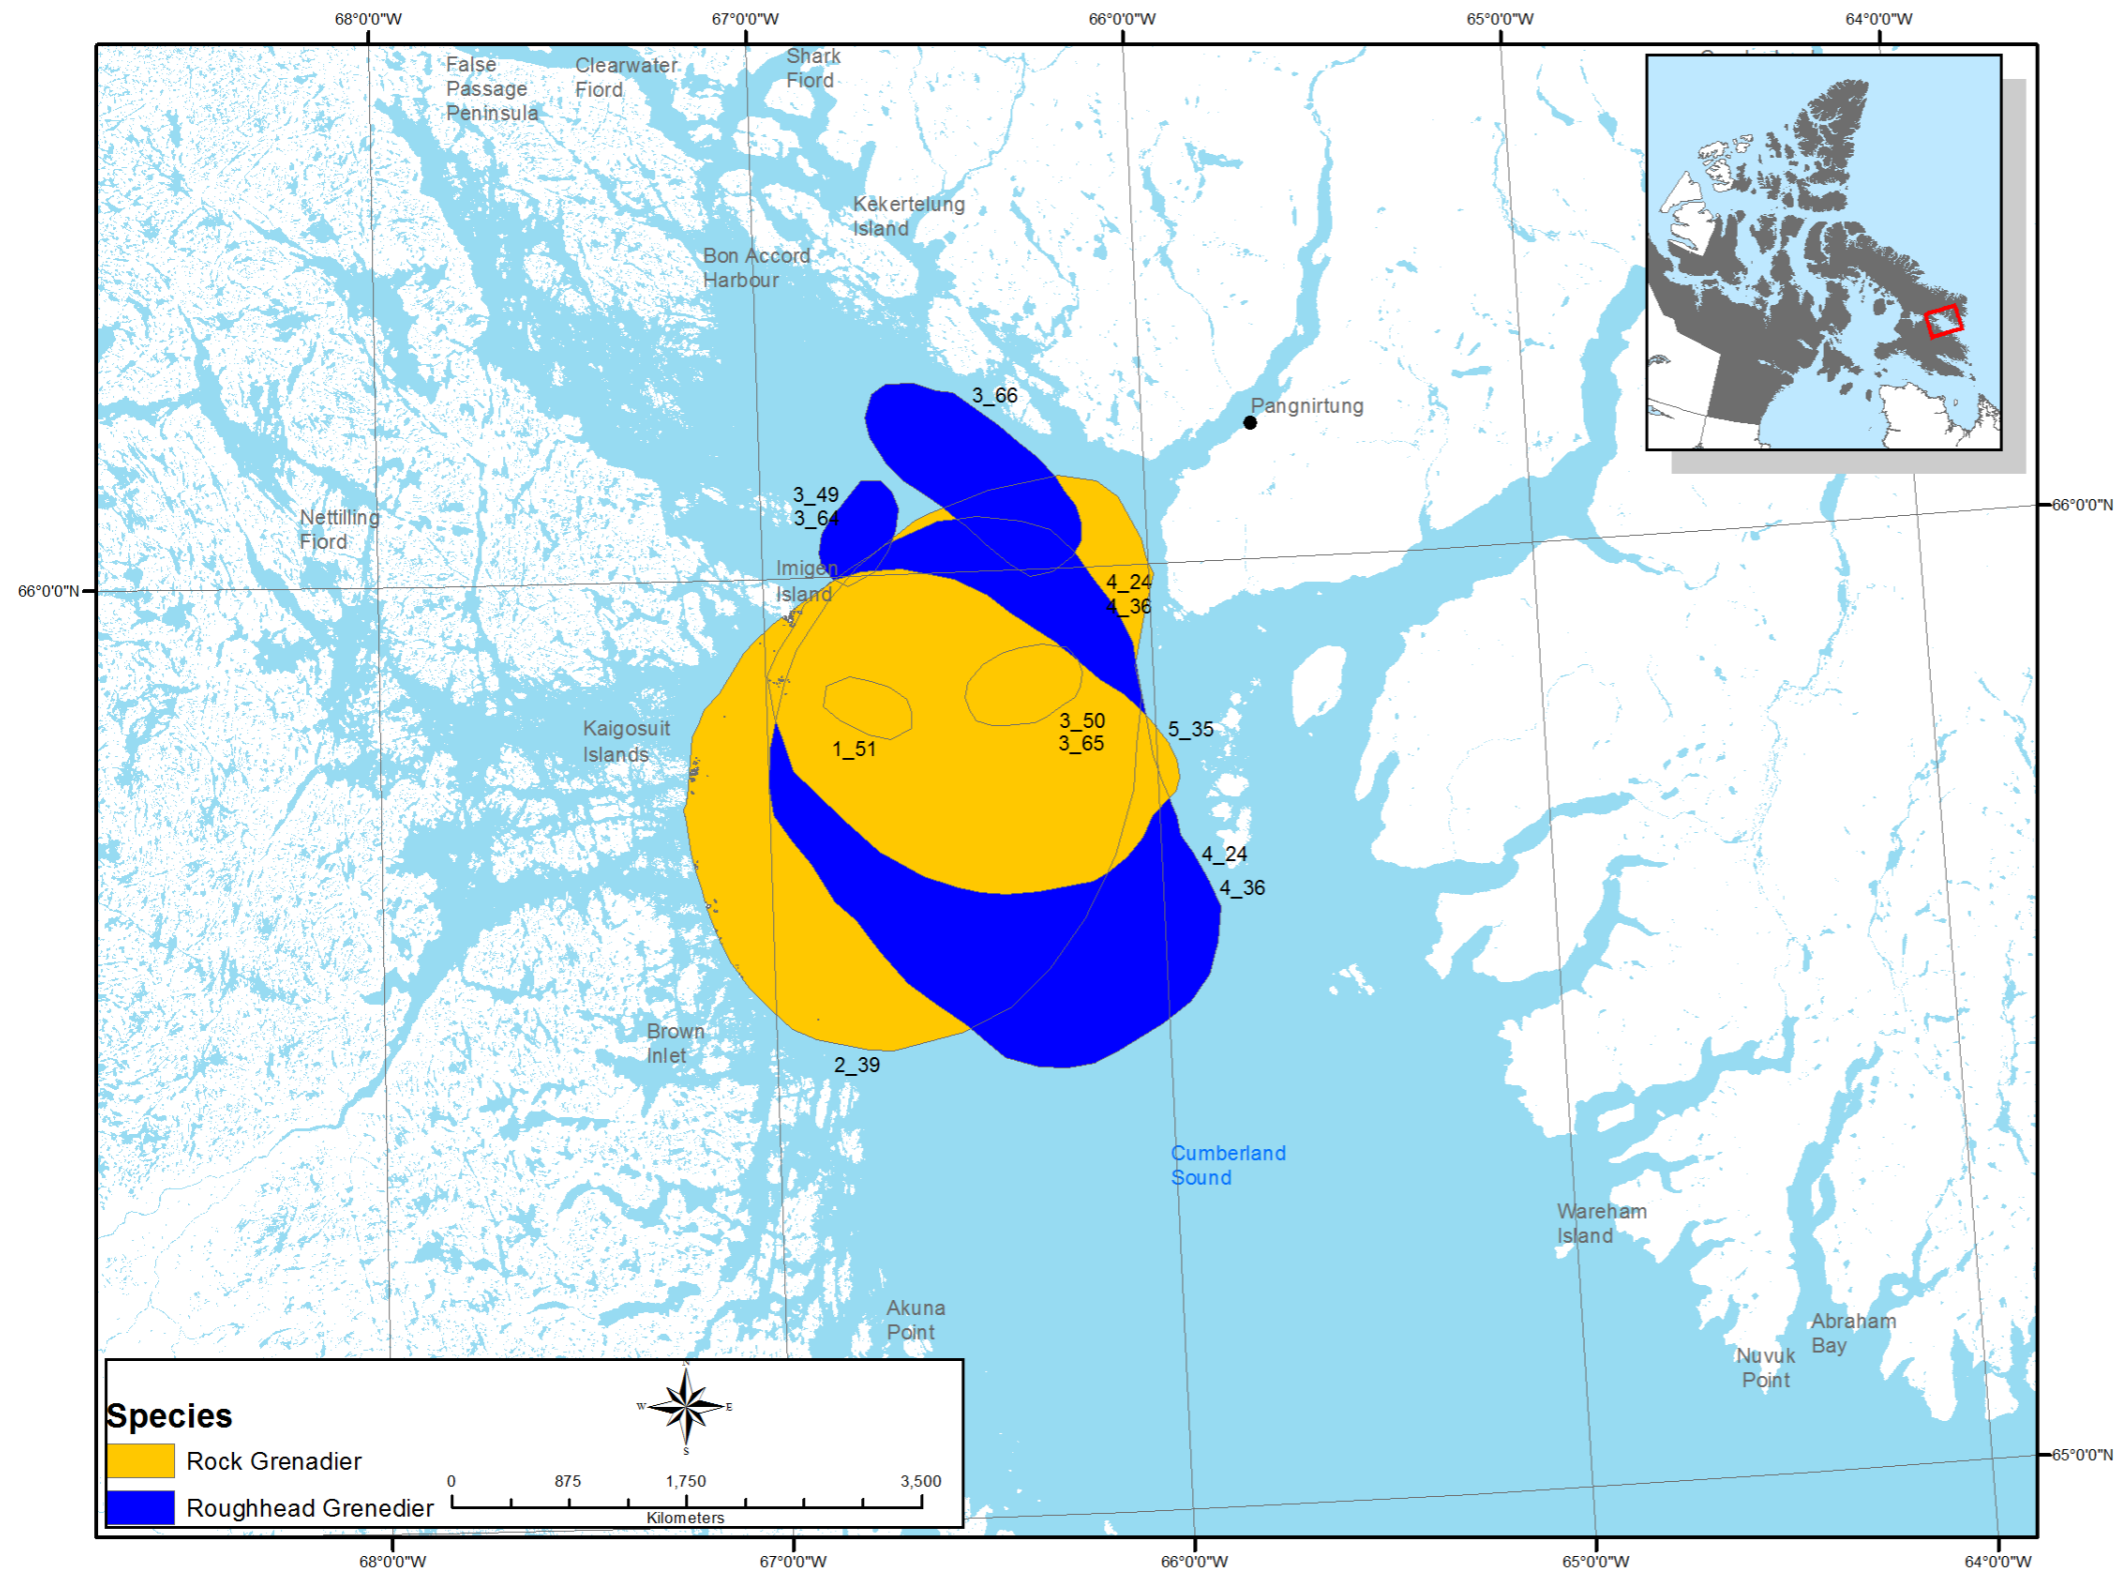 68°0'0"W
67°0'0"W
66°0'0"W
65°0'0"W
64°0'0"W
False
Passage
Peninsula
Clearwater
Fiord
Shark
Fiord
Kekertelung
Island
Bon Accord
Harbour
Pangnirtung
3_66
3_49
3_64
Nettilling
Fiord
66°0'0"N
66°0'0"N
Imigen
Island
4_24
4_36
Kaigosuit
Islands
1_51
3_50
3_65
5_35
4_24
4_36
Brown
Inlet
2_39
Cumberland
Sound
Wareham
Island
Akuna
Point
Abraham
Bay
Nuvuk
Point
65°0'0"N
Species
Rock Grenadier
Roughhead Grenedier
N
W
E
S
0
875
1,750
3,500
Kilometers
68°0'0"W
67°0'0"W
66°0'0"W
65°0'0"W
64°0'0"W